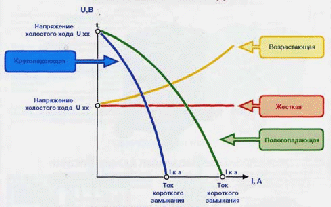 U,В
Напряжение
холостого хода U хх
Возрастающая
Крутопадающая
Напряжение
холостого хода U хх
Жесткая
Пологопадающая
I к з
I к з
I, А
Ток
короткого
замыкания
Ток
короткого
замыкания